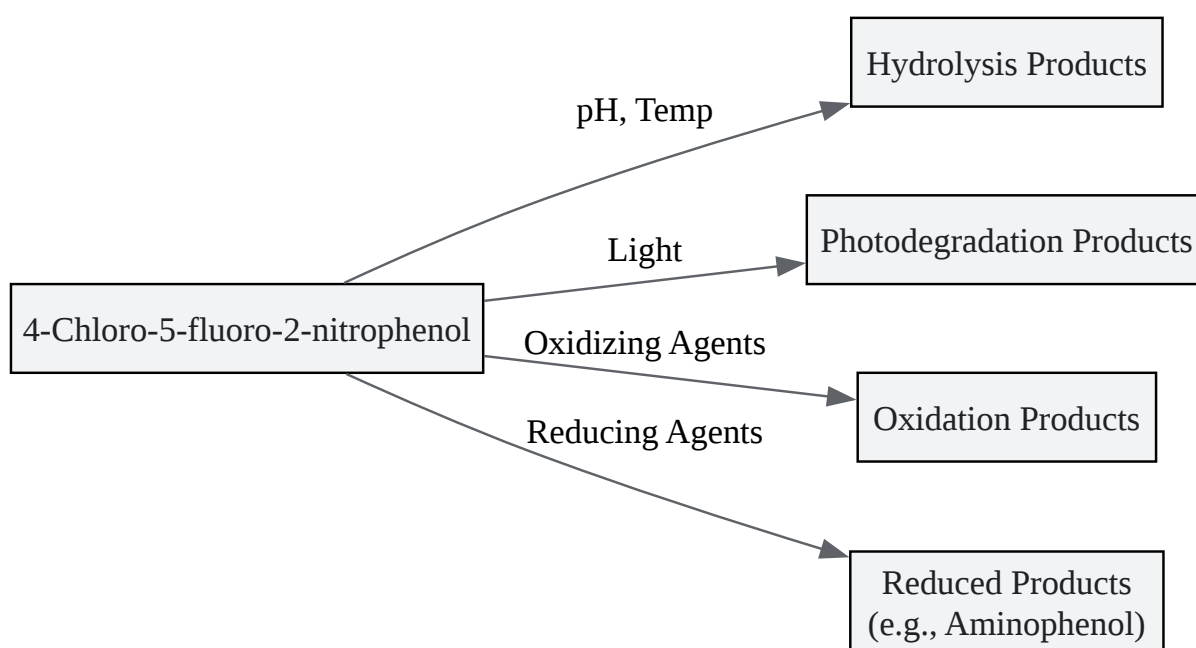 Hydrolysis Products
pH, Temp
Photodegradation Products
Light
4-Chloro-5-fluoro-2-nitrophenol
Oxidizing Agents
Oxidation Products
Reducing Agents
Reduced Products
(e.g., Aminophenol)